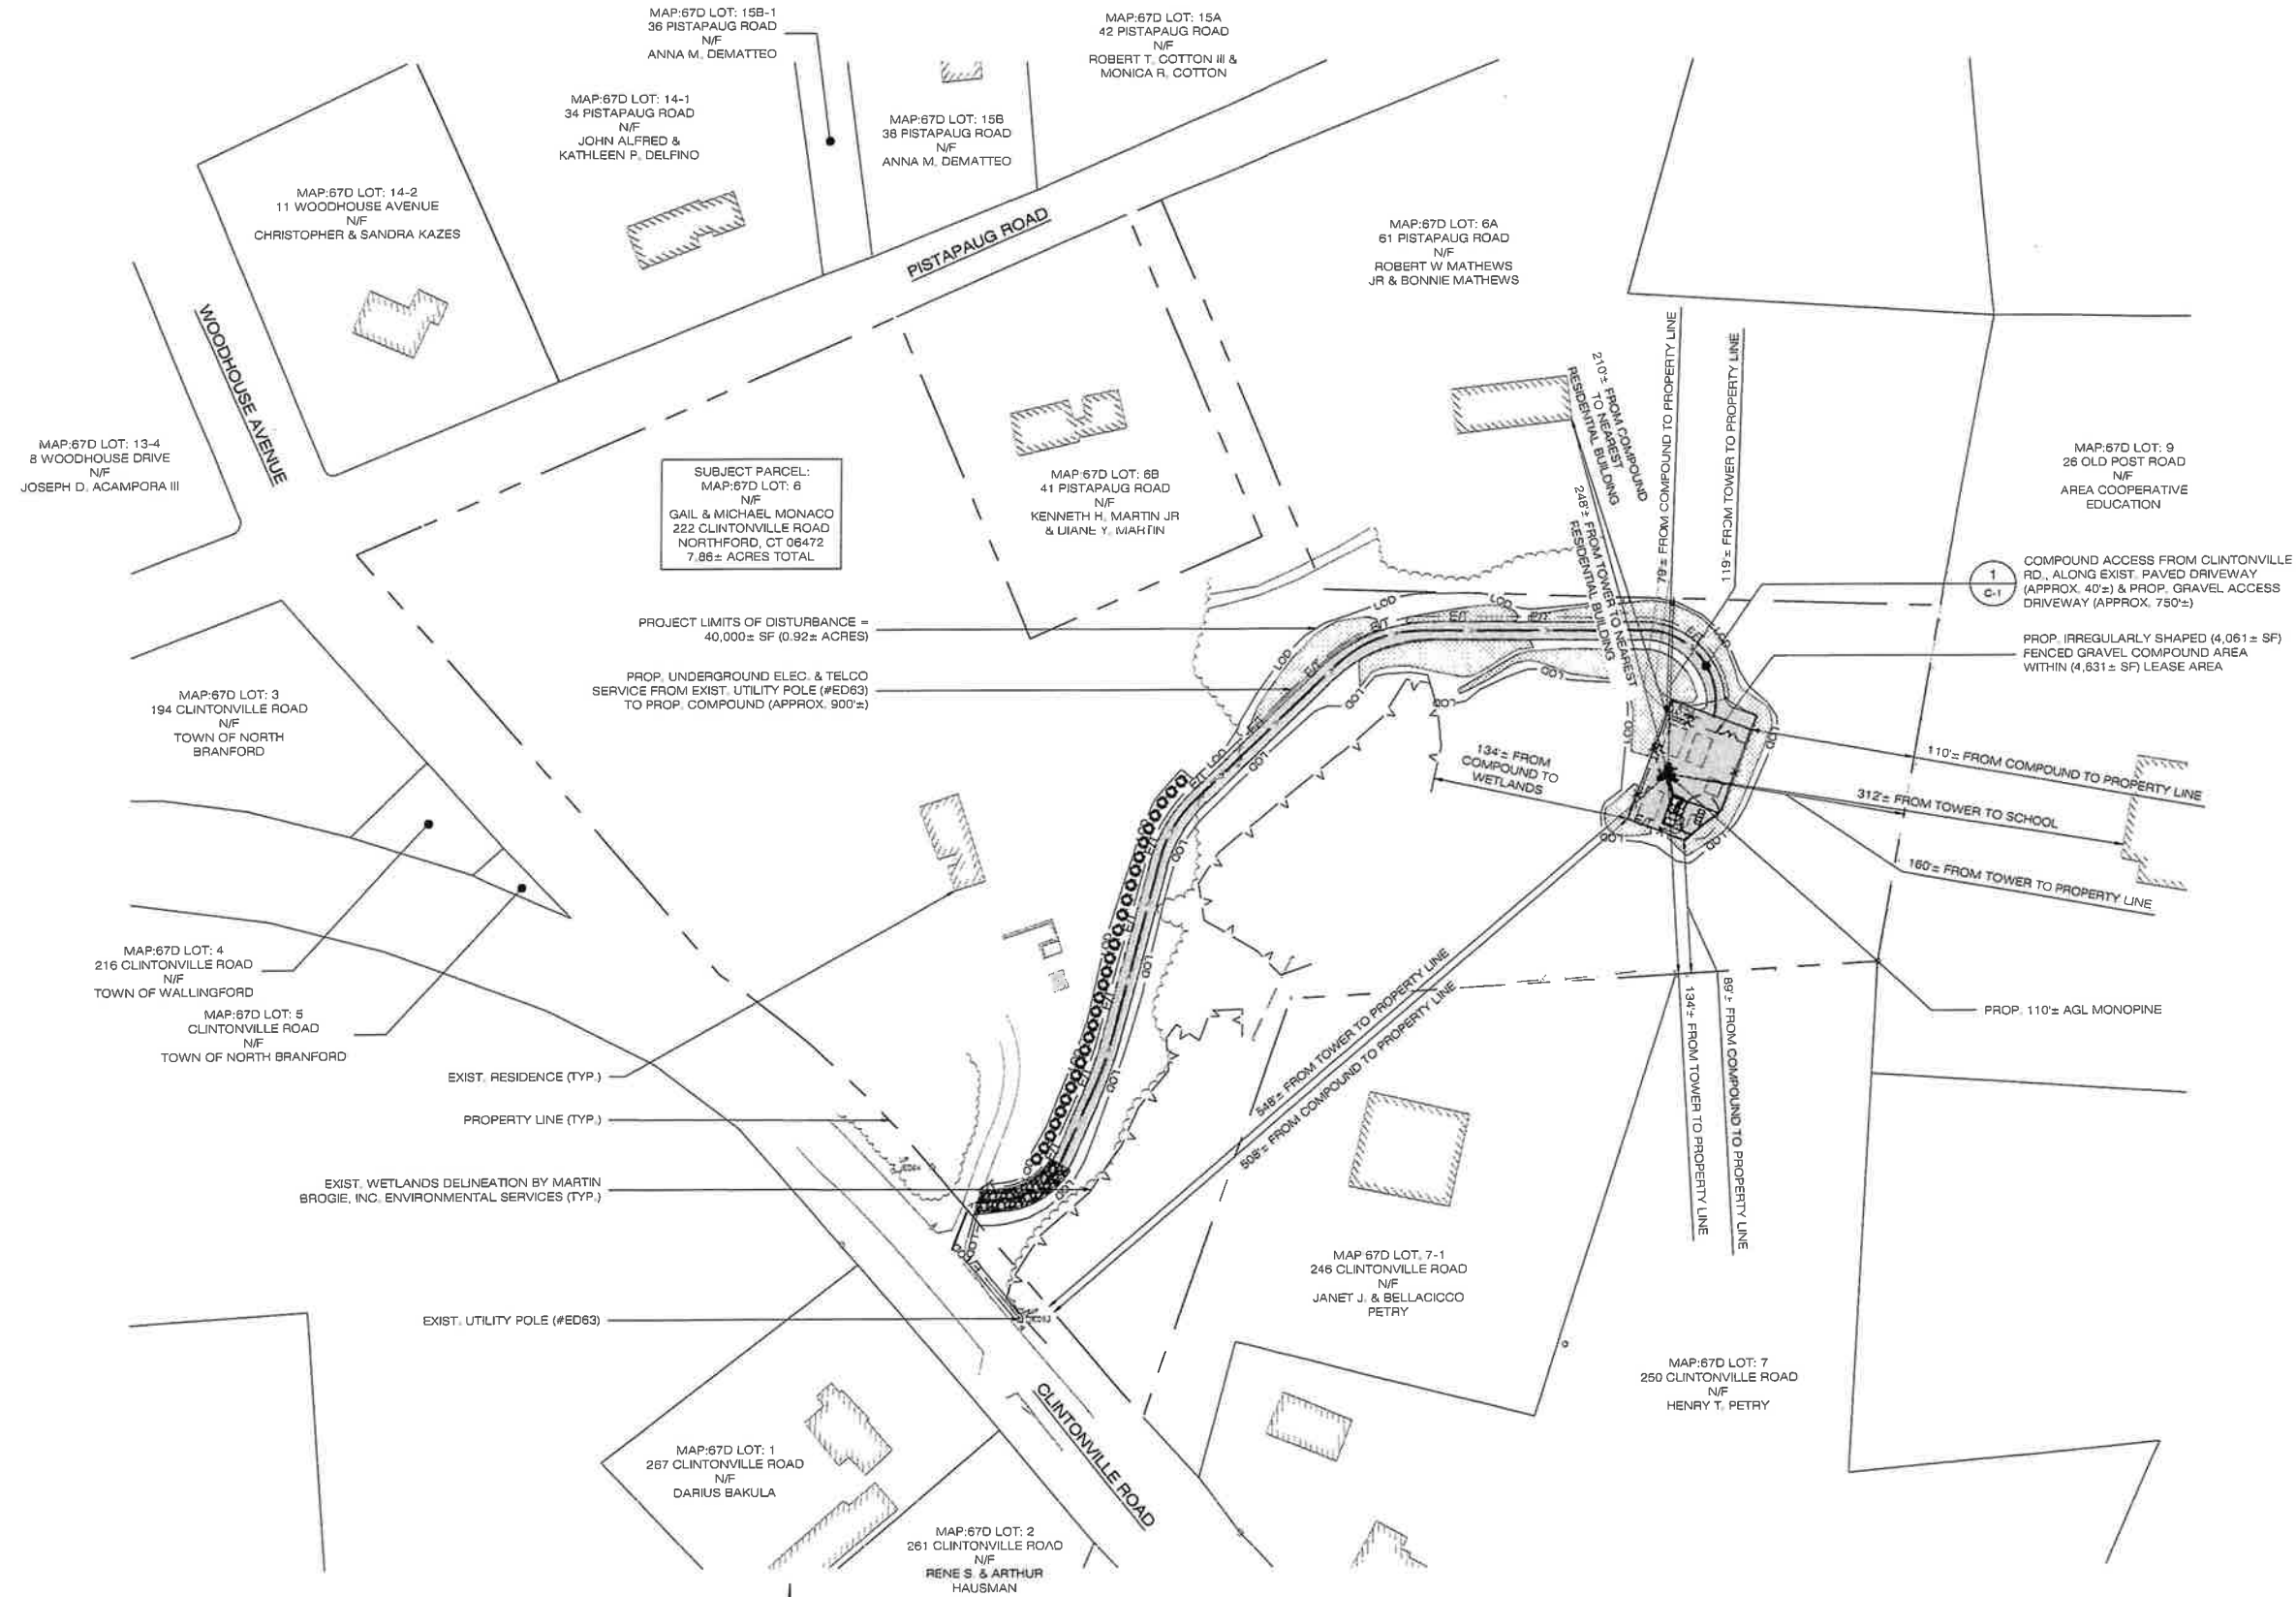 MAP:67D LOT: 15B-1
36 PISTAPAUG ROAD
N/F
ANNA M. DEMATTEO
MAP:67D LOT: 15A
42 PISTAPAUG ROAD
N/F
ROBERT T. COTTON III &
MONICA R. COTTON
MAP:67D LOT: 14-1
34 PISTAPAUG ROAD
N/F
JOHN ALFRED &
KATHLEEN P. DELFINO
MAP:67D LOT: 15B
38 PISTAPAUG ROAD
N/F
ANNA M. DEMATTEO
MAP:67D LOT: 14-2
11 WOODHOUSE AVENUE
N/F
CHRISTOPHER & SANDRA KAZES
PISTAPAUG ROAD
MAP:67D LOT: 6A
61 PISTAPAUG ROAD
N/F
ROBERT W MATHEWS
JR & BONNIE MATHEWS
WOODHOUSE AVENUE
MAP:67D LOT: 13-4
8 WOODHOUSE DRIVE
N/F
JOSEPH D. ACAMPORA III
SUBJECT PARCEL:
MAP:67D LOT: 6
N/F
GAIL & MICHAEL MONACO
222 CLINTONVILLE ROAD
NORTHFORD, CT 06472
7.86± ACRES TOTAL
MAP:67D LOT: 6B
41 PISTAPAUG ROAD
N/F
KENNETH H. MARTIN JR
& DIANE Y. MARTIN
210'± FROM COMPOUND
TO NEAREST
RESIDENTIAL BUILDING
248'± FROM TOWER TO NEAREST
RESIDENTIAL BUILDING
79'± FROM COMPOUND TO PROPERTY LINE
119'± FROM TOWER TO PROPERTY LINE
MAP:67D LOT: 9
26 OLD POST ROAD
N/F
AREA COOPERATIVE
EDUCATION
1
C-1
COMPOUND ACCESS FROM CLINTONVILLE
RD., ALONG EXIST. PAVED DRIVEWAY
(APPROX. 40'±) & PROP. GRAVEL ACCESS
DRIVEWAY (APPROX. 750'±)
PROP. IRREGULARLY SHAPED (4,061± SF)
FENCED GRAVEL COMPOUND AREA
WITHIN (4,631± SF) LEASE AREA
PROJECT LIMITS OF DISTURBANCE =
40,000± SF (0.92± ACRES)
PROP. UNDERGROUND ELEC. & TELCO
SERVICE FROM EXIST. UTILITY POLE (#ED63)
TO PROP. COMPOUND (APPROX. 900'±)
LOD
LOD
LOD
LOD
LOD
LOD
E/T
E/T
E/T
E/T
134'± FROM
COMPOUND TO
WETLANDS
110'± FROM COMPOUND TO PROPERTY LINE
312'± FROM TOWER TO SCHOOL
160'± FROM TOWER TO PROPERTY LINE
MAP:67D LOT: 3
194 CLINTONVILLE ROAD
N/F
TOWN OF NORTH
BRANFORD
MAP:67D LOT: 4
216 CLINTONVILLE ROAD
N/F
TOWN OF WALLINGFORD
MAP:67D LOT: 5
CLINTONVILLE ROAD
N/F
TOWN OF NORTH BRANFORD
EXIST. RESIDENCE (TYP.)
PROPERTY LINE (TYP.)
EXIST. WETLANDS DELINEATION BY MARTIN
BROGIE, INC. ENVIRONMENTAL SERVICES (TYP.)
EXIST. UTILITY POLE (#ED63)
548'± FROM TOWER TO PROPERTY LINE
508'± FROM COMPOUND TO PROPERTY LINE
134'± FROM TOWER TO PROPERTY LINE
89'± FROM COMPOUND TO PROPERTY LINE
PROP. 110'± AGL MONOPINE
MAP 67D LOT. 7-1
246 CLINTONVILLE ROAD
N/F
JANET J. & BELLACICCO
PETRY
MAP:67D LOT: 7
250 CLINTONVILLE ROAD
N/F
HENRY T. PETRY
CLINTONVILLE ROAD
MAP:67D LOT: 1
267 CLINTONVILLE ROAD
N/F
DARIUS BAKULA
MAP:67D LOT: 2
261 CLINTONVILLE ROAD
N/F
RENE S. & ARTHUR
HAUSMAN